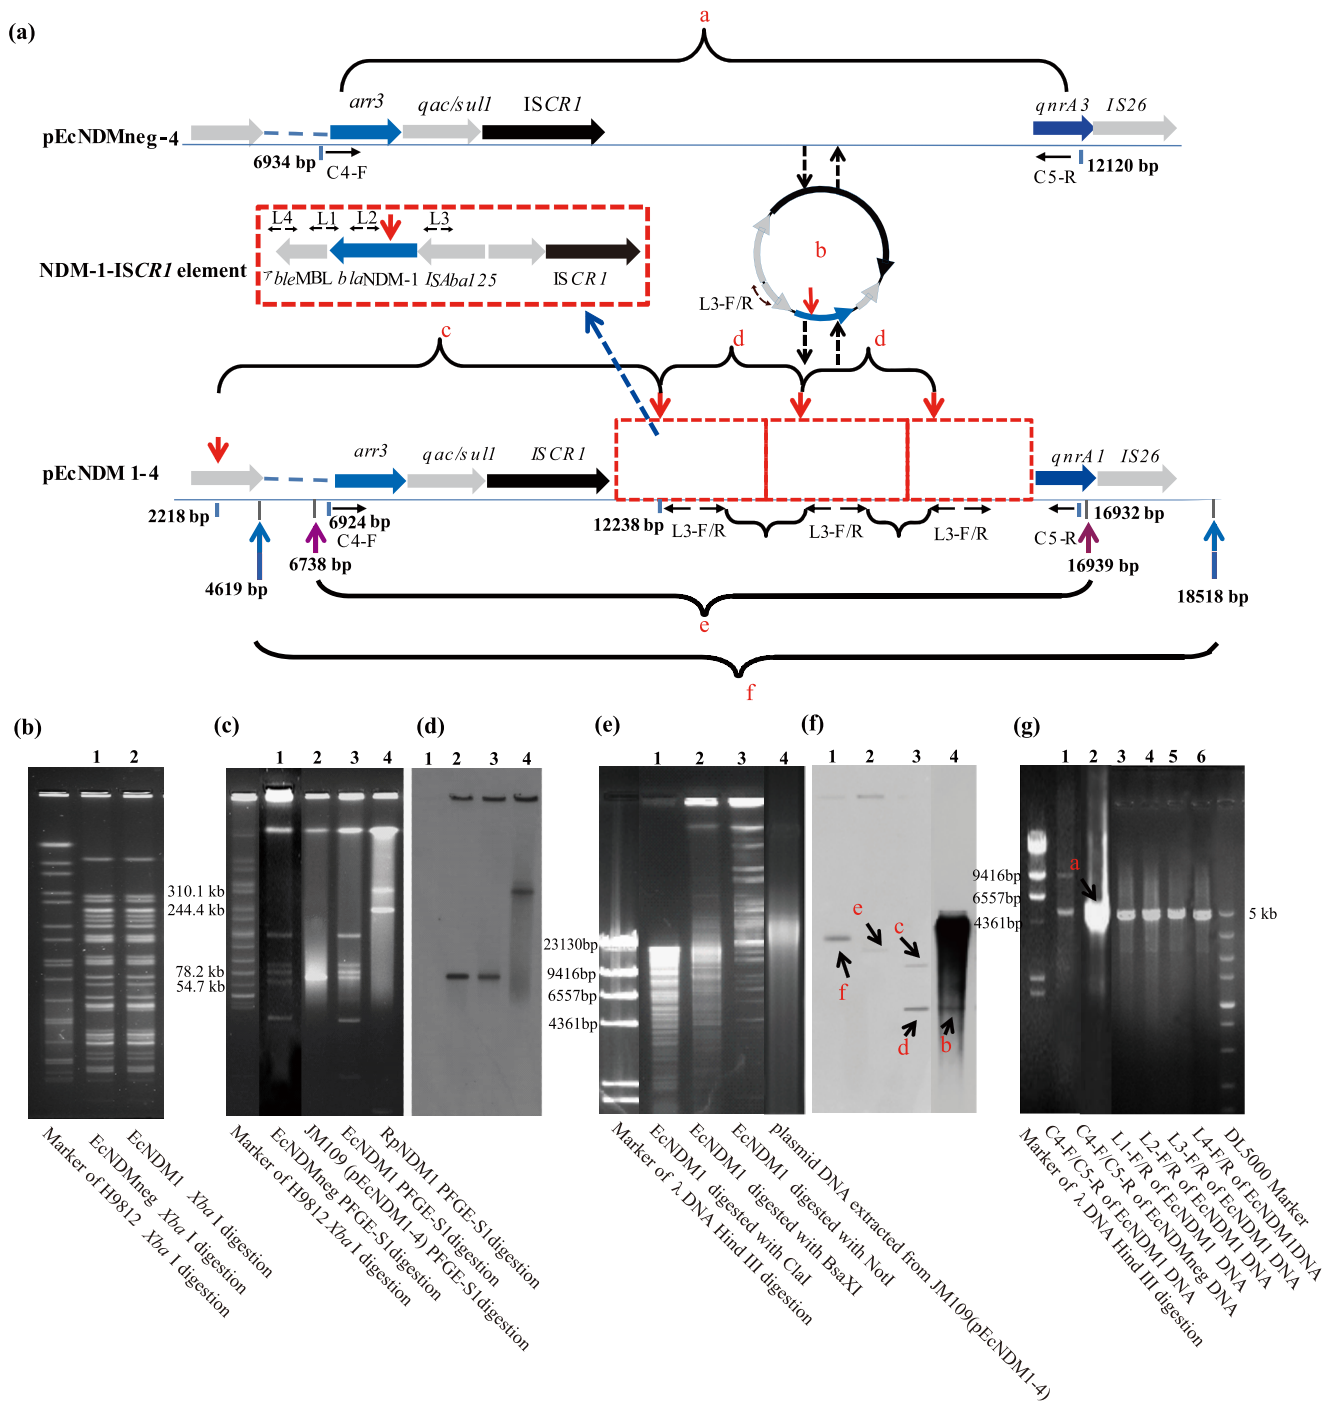 (a)
a
arr3
qac/sul1
ISCR1
qnrA3
IS26
pEcNDMneg-4
6934 bp
C4-F
C5-R
12120 bp
L4
L1
L2
L3
NDM-1-ISCR1 element
bleMBL
blaNDM-1
ISAba125
ISCR1
b
L3-F/R
c
d
d
pEcNDM 1-4
arr3
qac/sul1
ISCR1
qnrA1
IS26
2218 bp
6924 bp
C4-F
12238 bp
L3-F/R
L3-F/R
L3-F/R
C5-R
16932 bp
4619 bp
6738 bp
16939 bp
18518 bp
e
f
(b)
1
2
Marker of H9812 Xba I digestion
EcNDMneg Xba I digestion
EcNDM1 Xba I digestion
(c)
1
2
3
4
310.1 kb
244.4 kb
78.2 kb
54.7 kb
Marker of H9812 Xba I digestion
EcNDMneg PFGE-S1digestion
JM109 (pEcNDM1-4) PFGE-S1digestion
EcNDM1 PFGE-S1digestion
RpNDM1 PFGE-S1digestion
(d)
1
2
3
4
(e)
1
2
3
4
23130bp
9416bp
6557bp
4361bp
Marker of λ DNA Hind III digestion
EcNDM1 digested with ClaI
EcNDM1 digested with BsaXI
EcNDM1 digested with NotI
plasmid DNA extracted from JM109(pEcNDM1-4)
(f)
1
2
3
4
f
e
c
d
b
(g)
1
2
3
4
5
6
a
9416bp
6557bp
4361bp
5 kb
Marker of λ DNA Hind III digestion
C4-F/C5-R of EcNDM1 DNA
C4-F/C5-R of EcNDMneg DNA
L1-F/R of EcNDM1 DNA
L2-F/R of EcNDM1 DNA
L3-F/R of EcNDM1 DNA
L4-F/R of EcNDM1DNA
DL5000 Marker